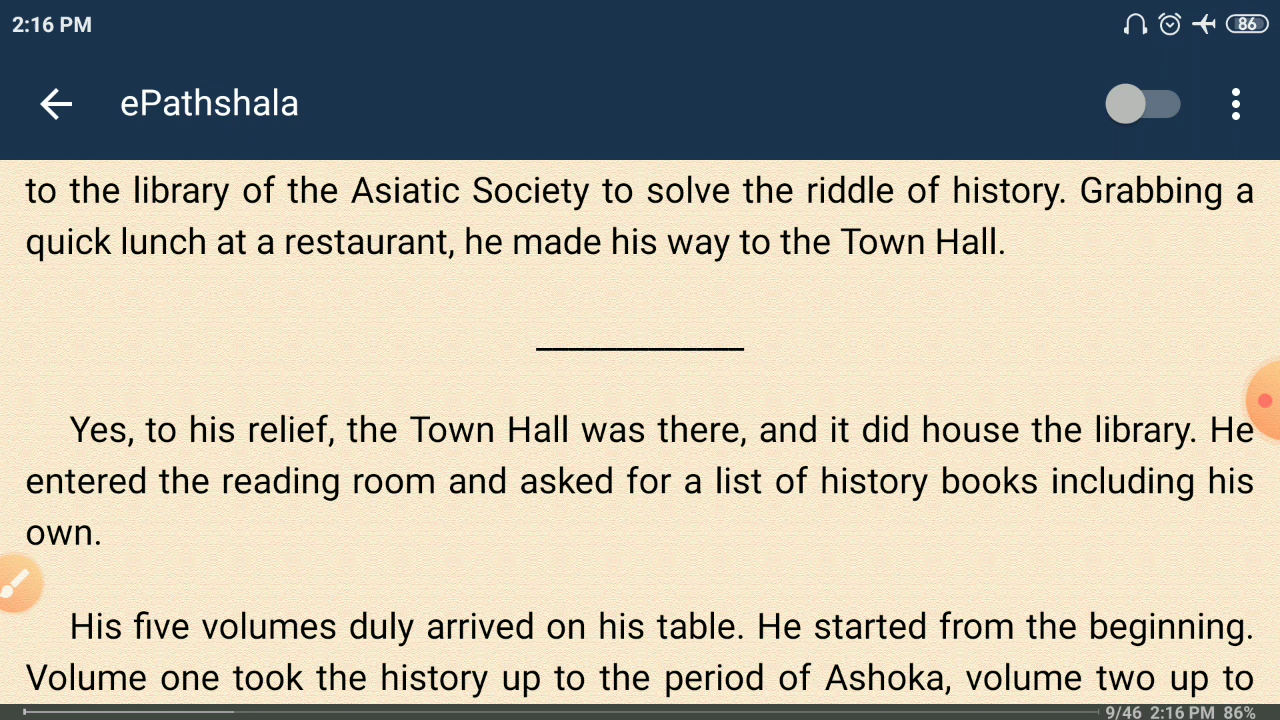 2:16 PM
86
ePathshala
to the library of the Asiatic Society to solve the riddle of history. Grabbing a
quick lunch at a restaurant, he made his way to the Town Hall.
Yes, to his relief, the Town Hall was there, and it did house the library. He
entered the reading room and asked for a list of history books including his
own.
His five volumes duly arrived on his table. He started from the beginning.
Volume one took the history up to the period of Ashoka, volume two up to
9/46 2:16 PM 86%